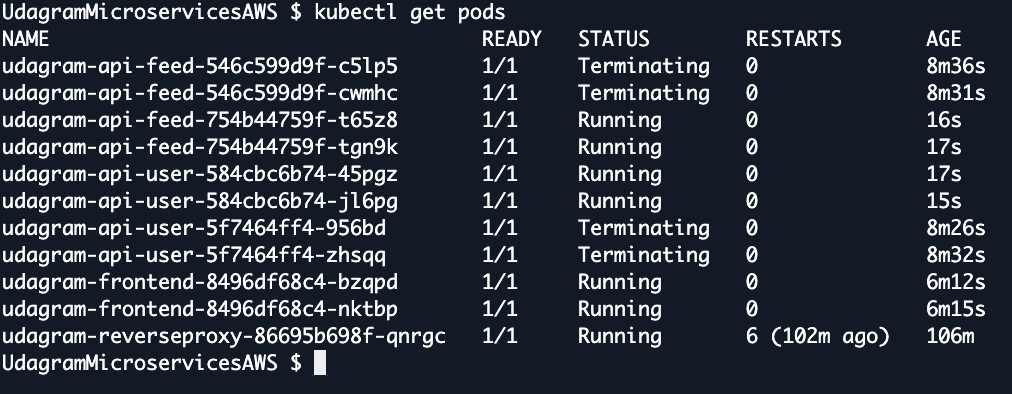 UdagramMicroservicesAWS $ kubectl get pods
NAME READY STATUS RESTARTS AGE
udagram-api-feed-546c599d9f-c5lp5 1/1 Terminating 0 8m36s
udagram-api-feed-546c599d9f-cwmhc 1/1 Terminating 0 8m31s
udagram-api-feed-754b44759f-t65z8 1/1 Running 0 16s
udagram-api-feed-754b44759f-tgn9k 1/1 Running 0 17s
udagram-api-user-584cbc6b74-45pgz 1/1 Running 0 17s
udagram-api-user-584cbc6b74-jl6pg 1/1 Running 0 15s
udagram-api-user-5f7464ff4-956bd 1/1 Terminating 0 8m26s
udagram-api-user-5f7464ff4-zhsqq 1/1 Terminating 0 8m32s
udagram-frontend-8496df68c4-bzqpd 1/1 Running 0 6m12s
udagram-frontend-8496df68c4-nktbp 1/1 Running 0 6m15s
udagram-reverseproxy-86695b698f-qnrgc 1/1 Running 6 (102m ago) 106m
UdagramMicroservicesAWS $